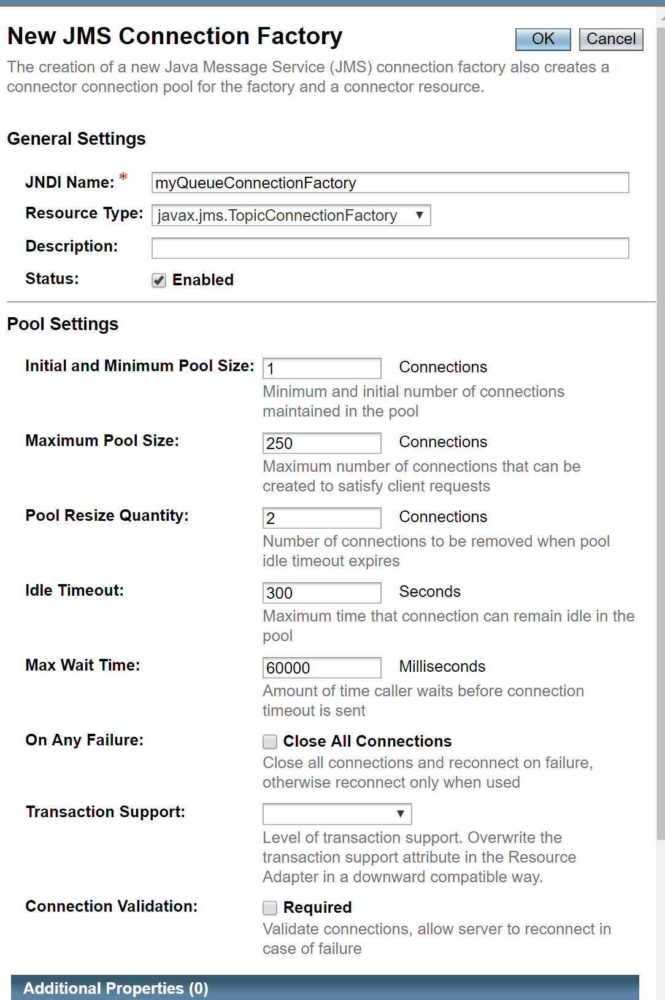 New JMS Connection Factory
OK
Cancel
The creation of a new Java Message Service (JMS) connection factory also creates a
connector connection pool for the factory and a connector resource.
General Settings
JNDI Name: *
myQueueConnectionFactory
Resource Type:
javax.jms.TopicConnectionFactory
Description:
Status:
Enabled
Pool Settings
Initial and Minimum Pool Size:
1
Connections
Minimum and initial number of connections
maintained in the pool
Maximum Pool Size:
250
Connections
Maximum number of connections that can be
created to satisfy client requests
Pool Resize Quantity:
2
Connections
Number of connections to be removed when pool
idle timeout expires
Idle Timeout:
300
Seconds
Maximum time that connection can remain idle in the
pool
Max Wait Time:
60000
Milliseconds
Amount of time caller waits before connection
timeout is sent
On Any Failure:
Close All Connections
Close all connections and reconnect on failure,
otherwise reconnect only when used
Transaction Support:
Level of transaction support. Overwrite the
transaction support attribute in the Resource
Adapter in a downward compatible way.
Connection Validation:
Required
Validate connections, allow server to reconnect in
case of failure
Additional Properties (0)